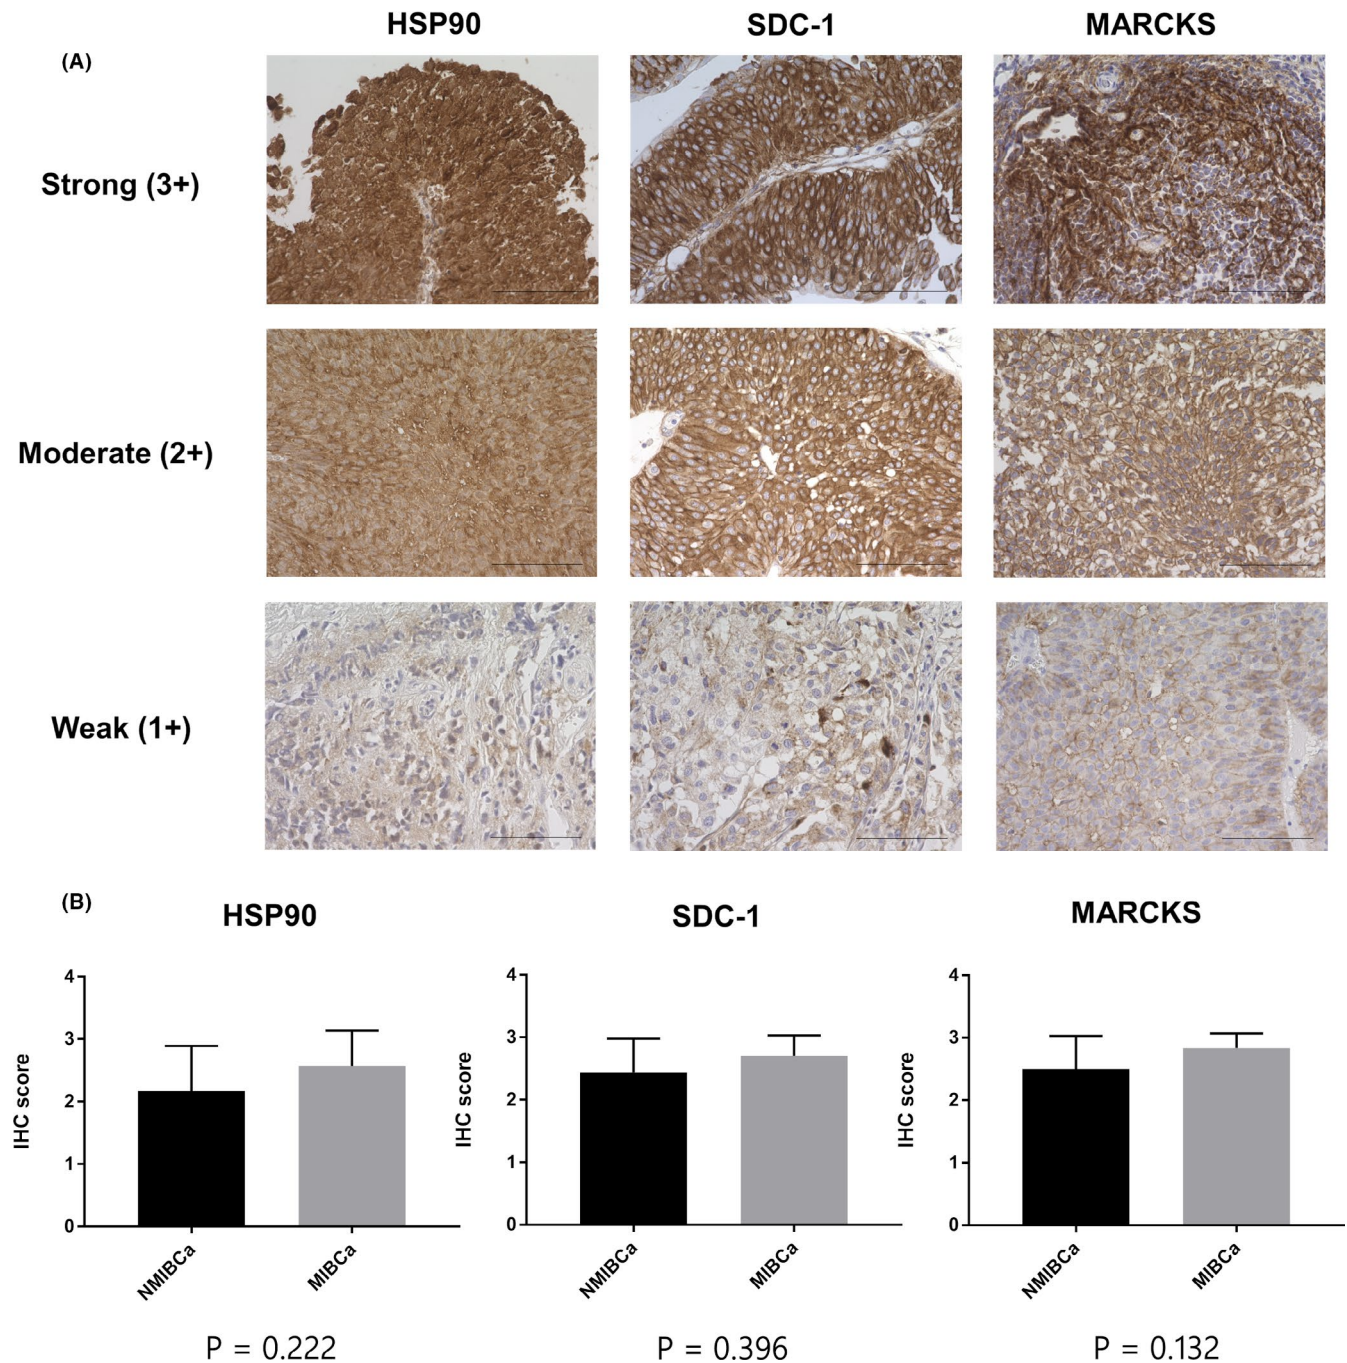 HSP90 SDC-1 MARCKS
(A)
Strong (3+)
Moderate (2+)
Weak (1+)
(B)
HSP90 SDC-1 MARCKS
4
3
2
1
0
IHC score
NMIBCa MIBCa
P = 0.222
4
3
2
1
0
IHC score
NMIBCa MIBCa
P = 0.396
4
3
2
1
0
IHC score
NMIBCa MIBCa
P = 0.132